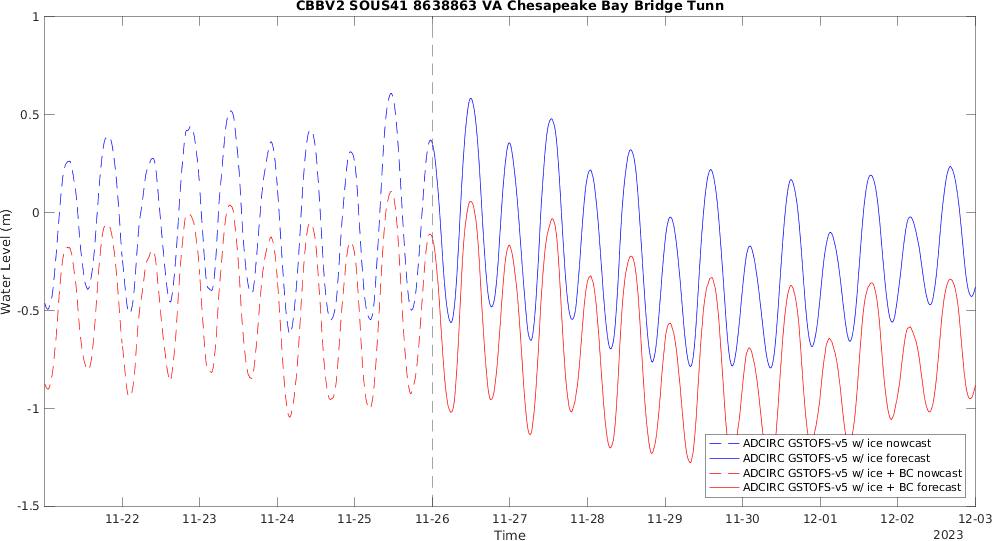 CBBV2 SOUS41 8638863 VA Chesapeake Bay Bridge Tunn
Water Level (m)
1
0.5
0
-0.5
-1
-1.5
ADCIRC GSTOFS-v5 w/ ice nowcast
ADCIRC GSTOFS-v5 w/ ice forecast
ADCIRC GSTOFS-v5 w/ ice + BC nowcast
ADCIRC GSTOFS-v5 w/ ice + BC forecast
11-22 11-23 11-24 11-25 11-26 11-27 11-28 11-29 11-30 12-01 12-02 12-03
Time
2023